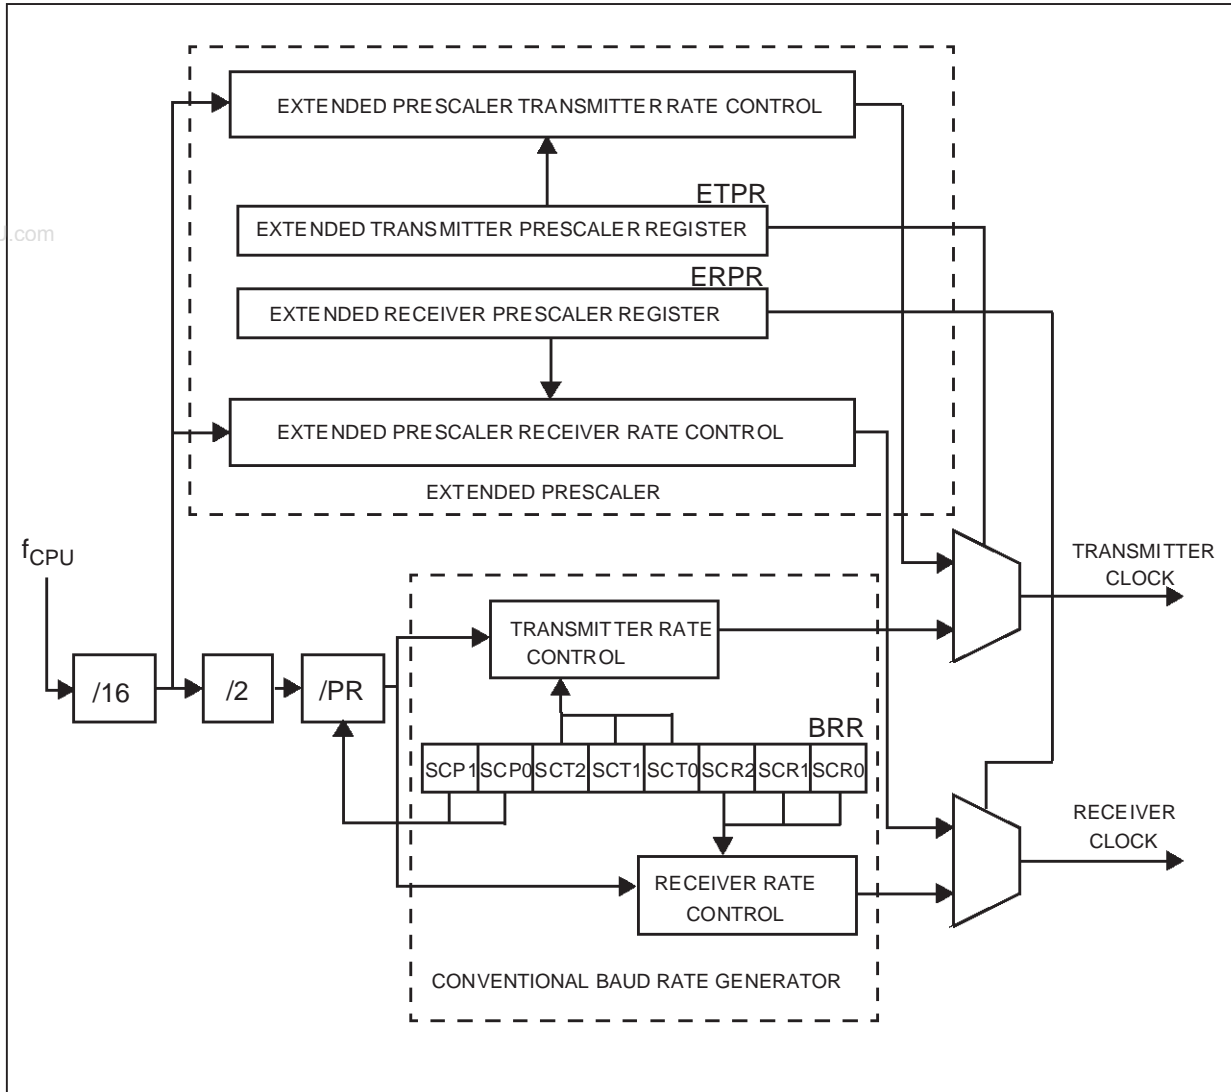 EXTENDED PRESCALER TRANSMITTER RATE CONTROL
ETPR
EXTENDED TRANSMITTER PRESCALER REGISTER
.com
ERPR
EXTENDED RECEIVER PRESCALER REGISTER
EXTENDED PRESCALER RECEIVER RATE CONTROL
EXTENDED PRESCALER
fCPU
TRANSMITTER
CLOCK
TRANSMITTER RATE
CONTROL
/16
/2
/PR
BRR
SCP1 SCP0 SCT2 SCT1 SCT0 SCR2 SCR1 SCR0
RECEIVER
CLOCK
RECEIVER RATE
CONTROL
CONVENTIONAL BAUD RATE GENERATOR